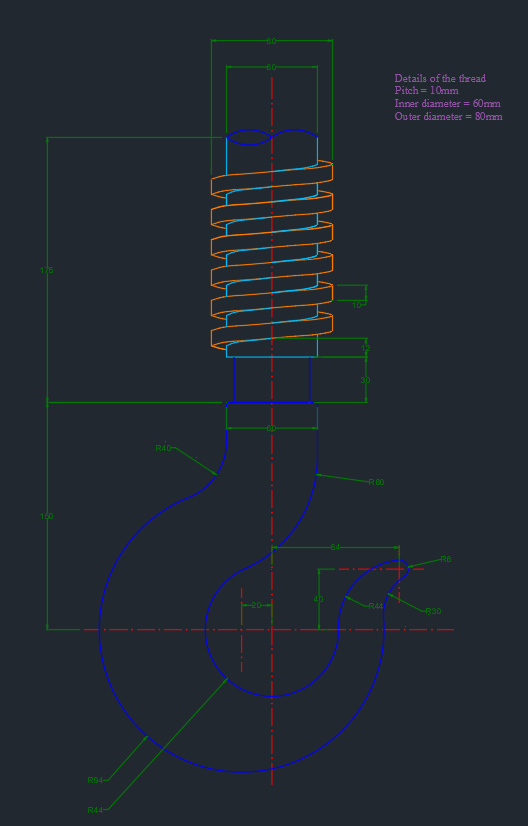 80
60
Details of the thread
Pitch = 10mm
Inner diameter = 60mm
Outer diameter = 80mm
175
10
12
30
60
R40
R80
150
84
R6
40
20
R44
R30
R94
R44